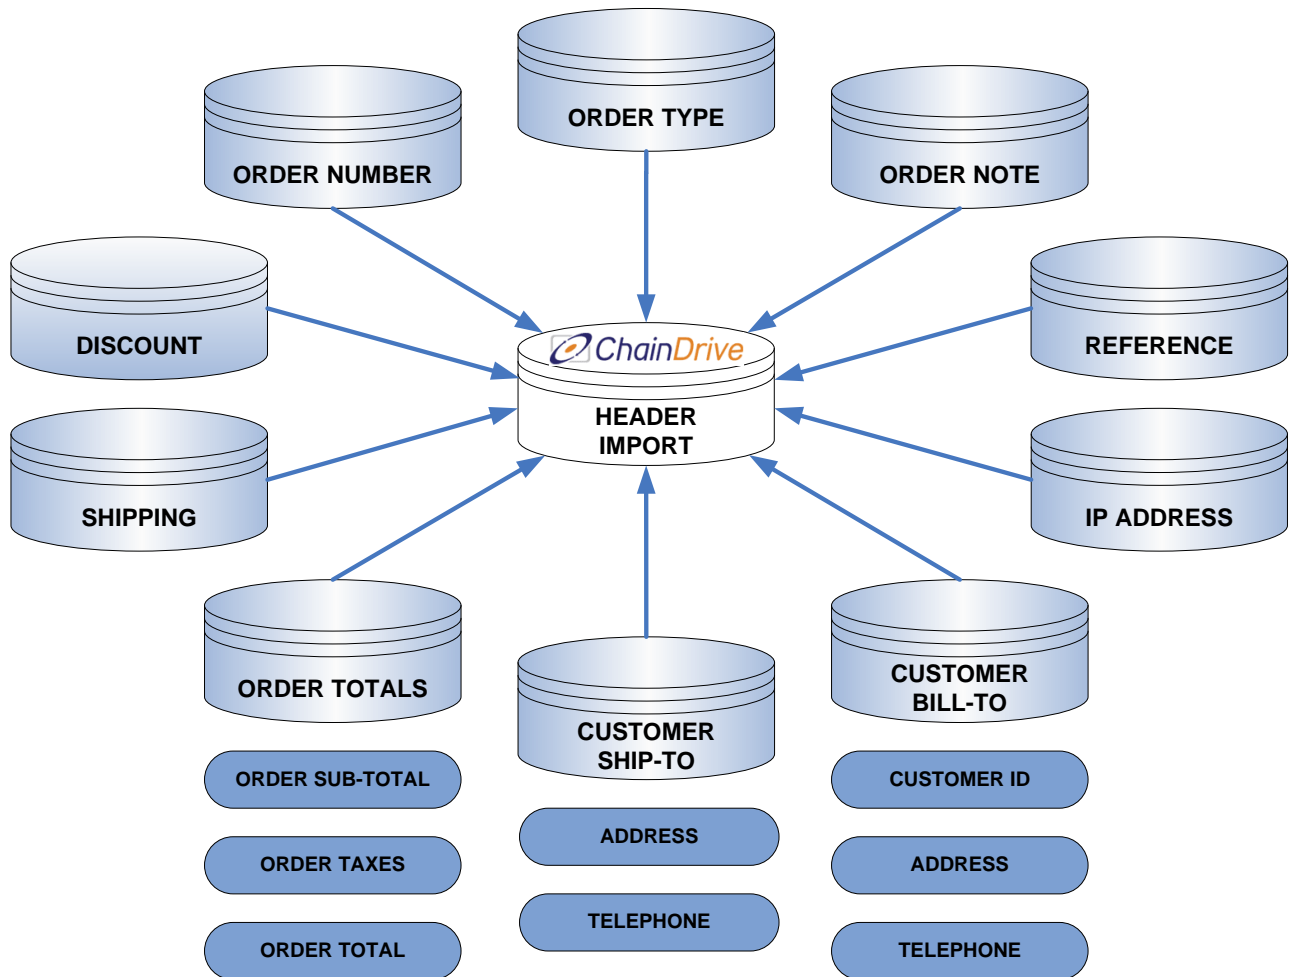 ORDER TYPE
ORDER NUMBER
ORDER NOTE
DISCOUNT
REFERENCE
ChainDrive
HEADER
IMPORT
SHIPPING
IP ADDRESS
ORDER TOTALS
CUSTOMER
SHIP-TO
CUSTOMER
BILL-TO
ORDER SUB-TOTAL
ORDER TAXES
ORDER TOTAL
ADDRESS
TELEPHONE
CUSTOMER ID
ADDRESS
TELEPHONE